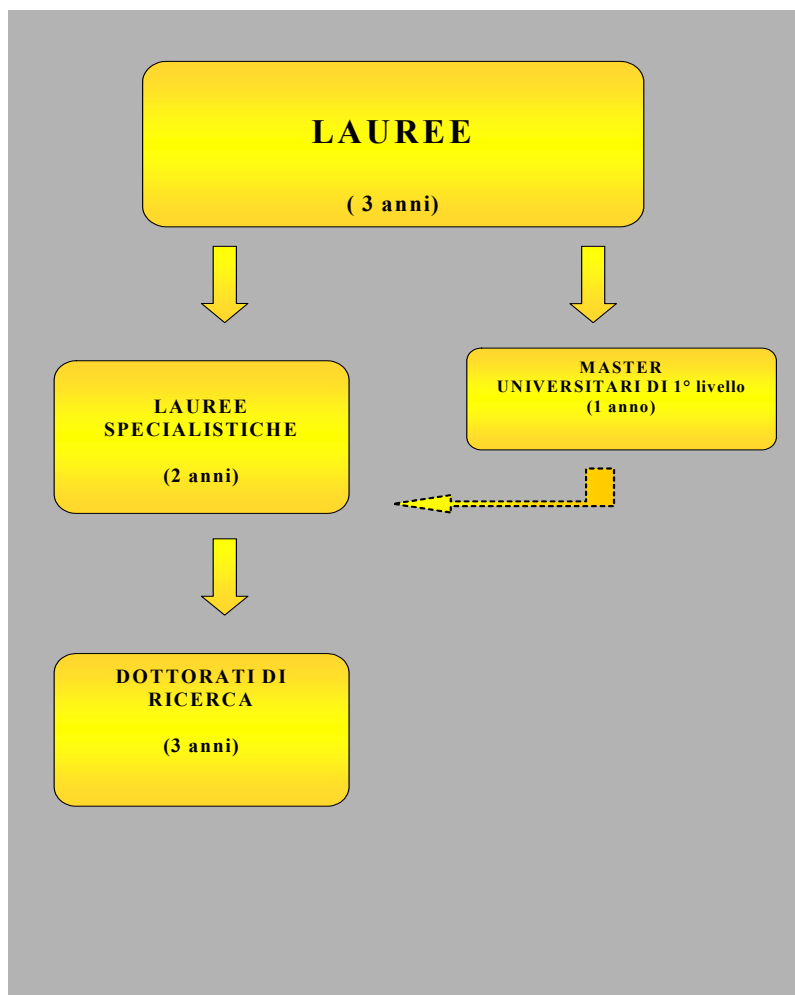 LAUREE
( 3 anni)
LAUREE
SPECIALISTICHE
(2 anni)
MASTER
UNIVERSITARI DI 1° livello
(1 anno)
DOTTORATI DI
RICERCA
(3 anni)